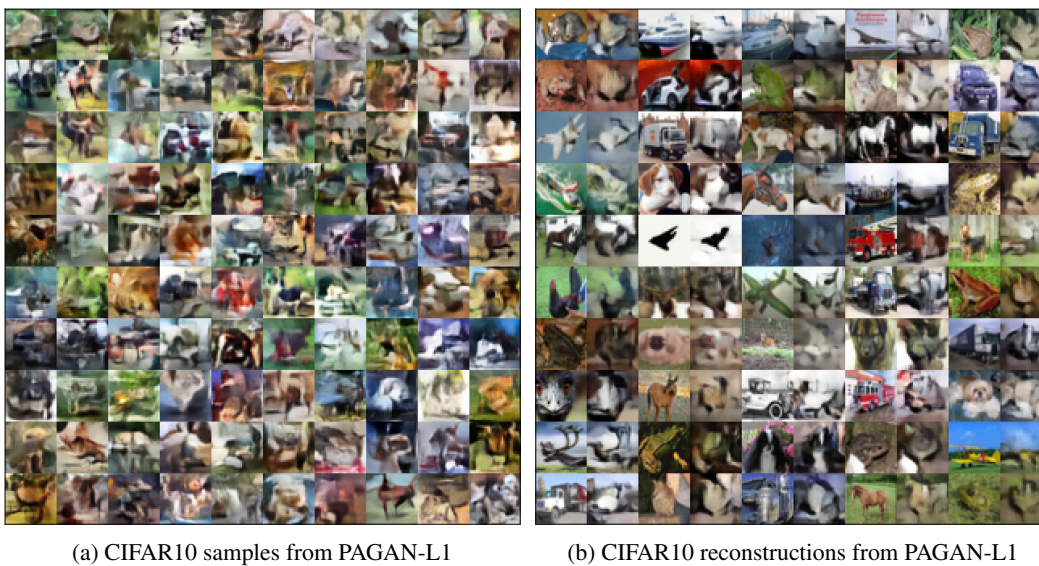 (a) CIFAR10 samples from PAGAN-L1
(b) CIFAR10 reconstructions from PAGAN-L1